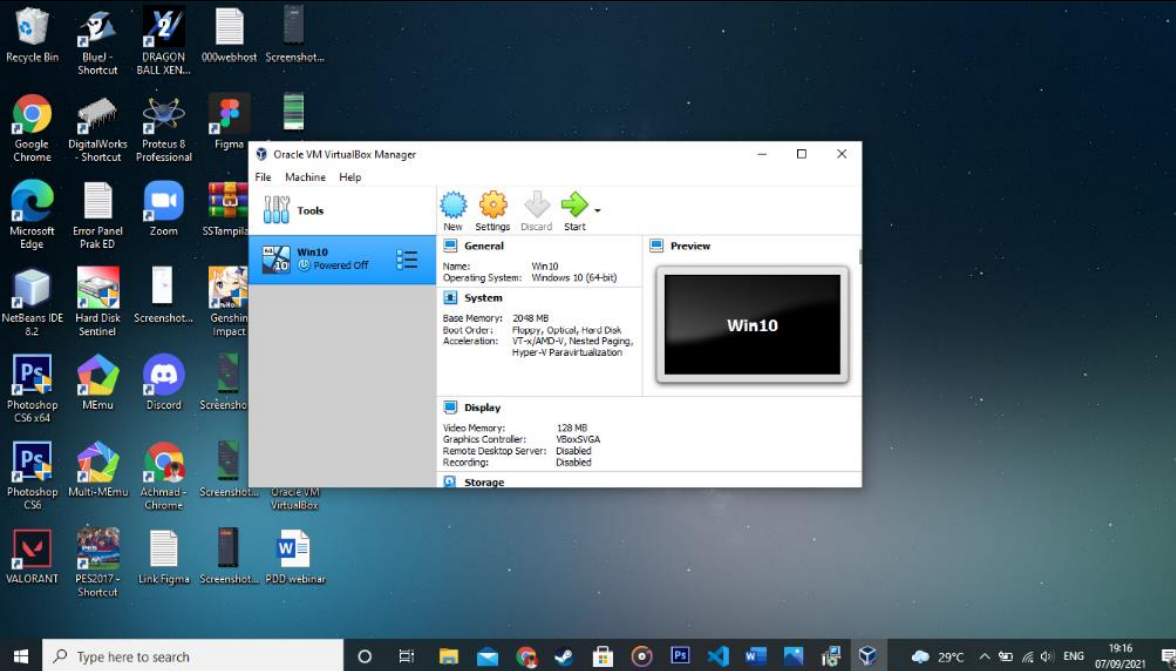 Recycle Bin
BlueJ -
Shortcut
DRAGON
BALL XEN...
000webhost
Screenshot...
Google
Chrome
DigitalWorks
- Shortcut
Proteus 8
Professional
Figma
Microsoft
Edge
Error Panel
Prak ED
Zoom
SSTampila
NetBeans IDE
8.2
Hard Disk
Sentinel
Screenshot...
Genshin
Impact
Photoshop
CS6 x64
MEmu
Discord
Screensho
Photoshop
CS6
Multi-MEmu
Achmad -
Chrome
Screenshot...
Oracle VM
VirtualBox
VALORANT
PES2017 -
Shortcut
Link Figma
Screenshot...
PDD webinar
Oracle VM VirtualBox Manager
File Machine Help
Tools
New Settings Discard Start
Win10
Powered Off
General
Name: Win10
Operating System: Windows 10 (64-bit)
System
Base Memory: 2048 MB
Boot Order: Floppy, Optical, Hard Disk
Acceleration: VT-x/AMD-V, Nested Paging,
Hyper-V Paravirtualization
Preview
Win10
Display
Video Memory: 128 MB
Graphics Controller: VBoxSVGA
Remote Desktop Server: Disabled
Recording: Disabled
Storage
Type here to search
29°C
ENG
19:16
07/09/2021